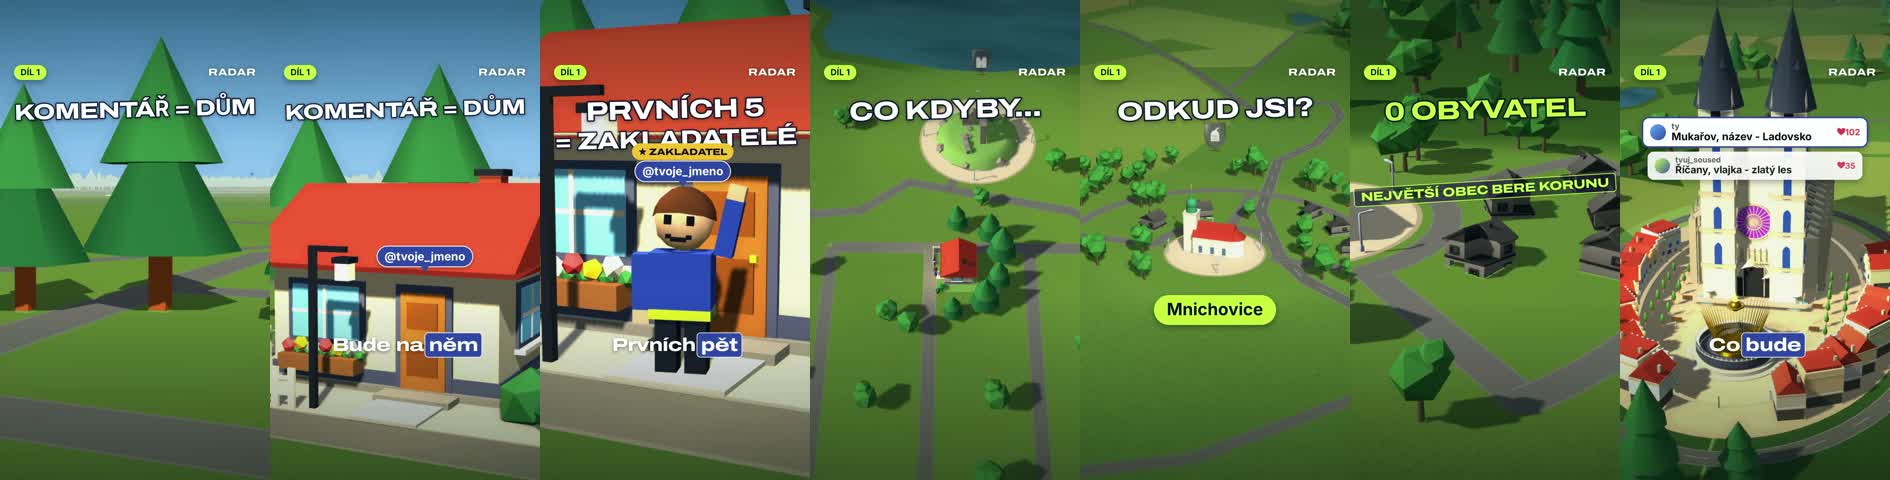 DÍL 1
RADAR
KOMENTÁŘ = DŮM
DÍL 1
RADAR
KOMENTÁŘ = DŮM
@tvoje_jmeno
Bude na něm
DÍL 1
RADAR
PRVNÍCH 5
= ZAKLADATELÉ
★ ZAKLADATEL
@tvoje_jmeno
Prvních pět
DÍL 1
RADAR
CO KDYBY...
DÍL 1
RADAR
ODKUD JSI?
Mnichovice
DÍL 1
RADAR
0 OBYVATEL
NEJVĚTŠÍ OBEC BERE KORUNU
DÍL 1
RADAR
ty
Mukařov, název - Ladovsko
102
tvuj_soused
Říčany, vlajka - zlatý les
35
Co bude